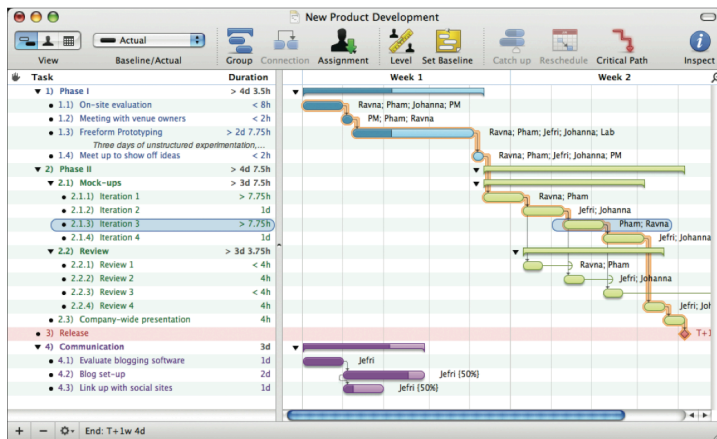 New Product Development
Actual
View Baseline/Actual Group Connection Assignment Level Set Baseline Catch up Reschedule Critical Path Inspect
Task Duration Week 1 Week 2
1) Phase I > 4d 3.5h
1.1) On-site evaluation < 8h Ravna; Pham; Johanna; PM
1.2) Meeting with venue owners < 2h PM; Pham; Ravna
1.3) Freeform Prototyping > 2d 7.75h Ravna; Pham; Jefri; Johanna; Lab
Three days of unstructured experimentation,...
1.4) Meet up to show off ideas < 2h Ravna; Pham; Jefri; Johanna; PM
2) Phase II > 4d 7.5h
2.1) Mock-ups > 3d 7.5h
2.1.1) Iteration 1 > 7.75h Ravna; Pham
2.1.2) Iteration 2 1d Jefri; Johanna
2.1.3) Iteration 3 > 7.75h Pham; Ravna
2.1.4) Iteration 4 1d Jefri; Johanna
2.2) Review > 3d 3.75h
2.2.1) Review 1 < 4h Ravna; Pham
2.2.2) Review 2 4h Jefri; Johanna
2.2.3) Review 3 < 4h
2.2.4) Review 4 4h Jefri; Joh
2.3) Company-wide presentation 4h
3) Release T+1
4) Communication 3d
4.1) Evaluate blogging software 1d Jefri
4.2) Blog set-up 2d Jefri {50%}
4.3) Link up with social sites 1d Jefri {50%}
End: T+1w 4d